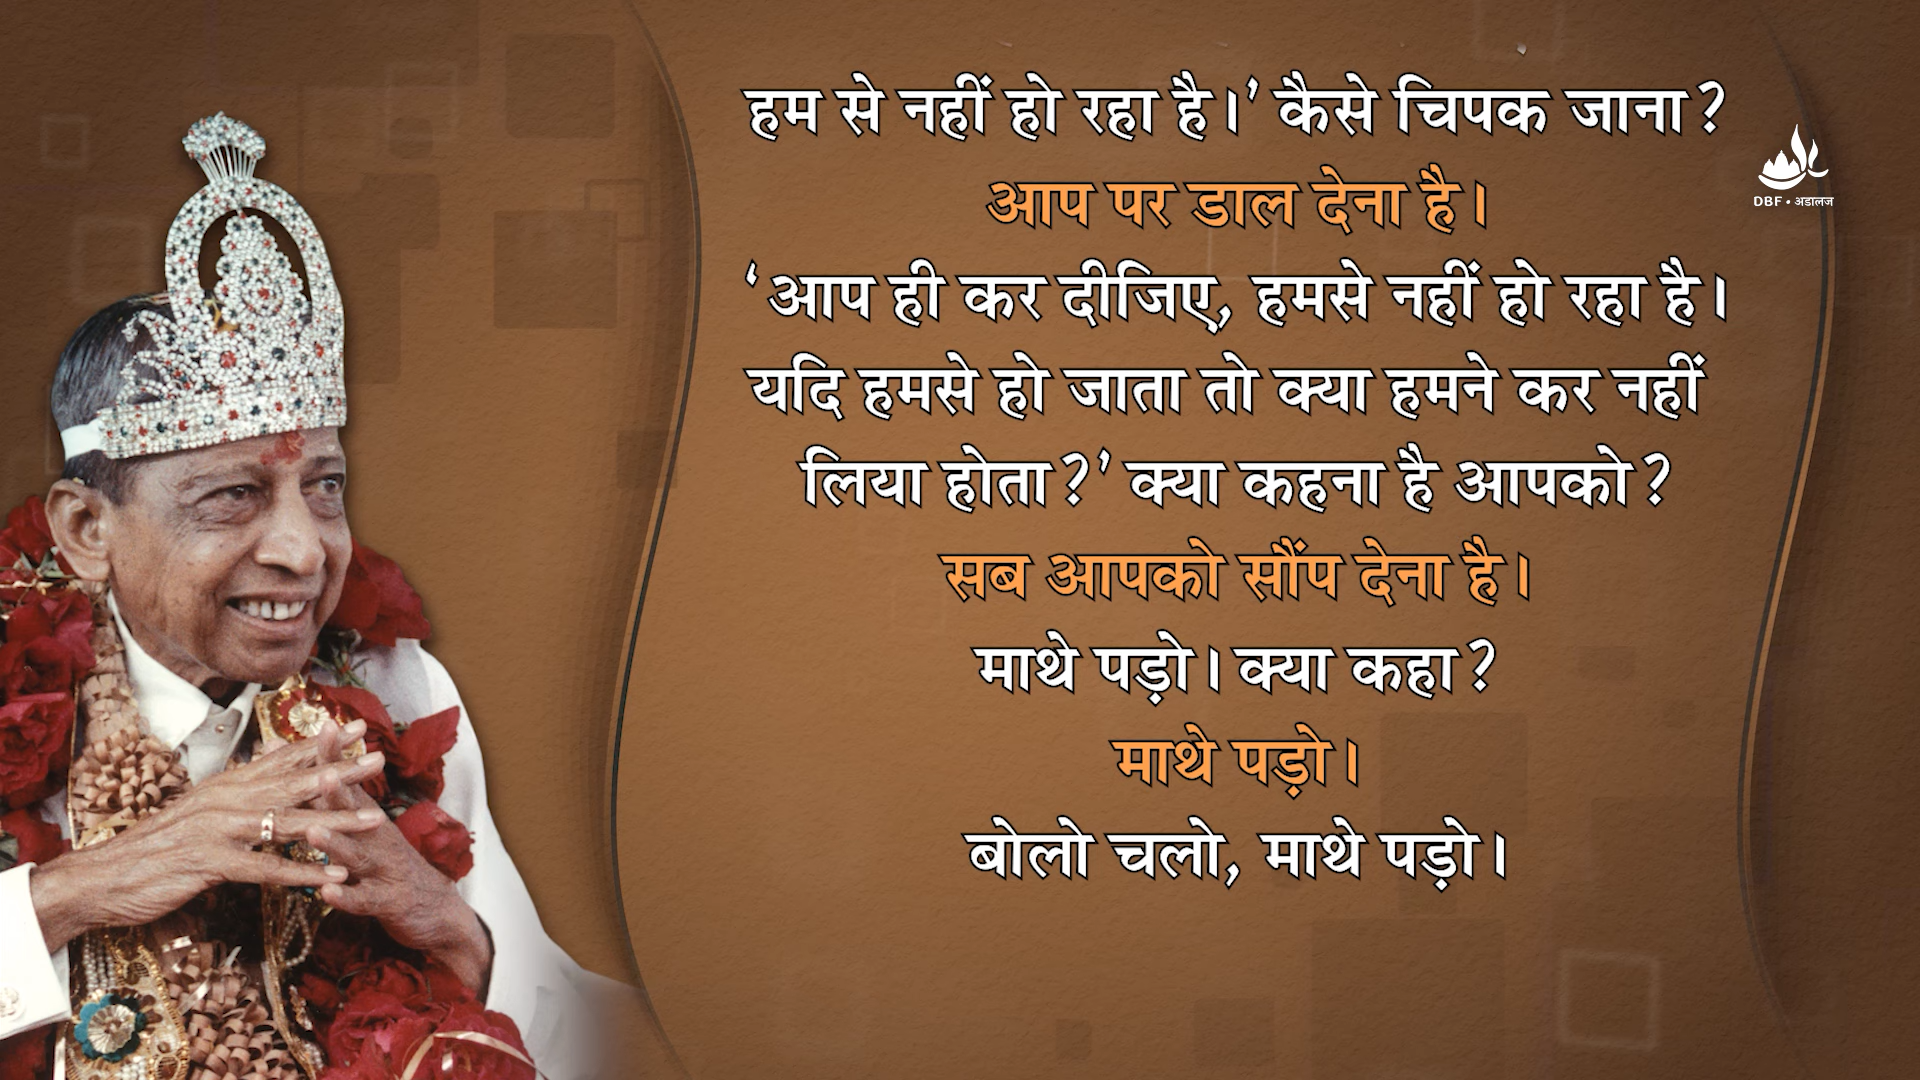 हम से नहीं हो रहा है।’ कैसे चिपक जाना?
आप पर डाल देना है।
‘आप ही कर दीजिए, हमसे नहीं हो रहा है।
यदि हमसे हो जाता तो क्या हमने कर नहीं
लिया होता?’ क्या कहना है आपको?
सब आपको सौंप देना है।
माथे पड़ो। क्या कहा?
माथे पड़ो।
बोलो चलो, माथे पड़ो।
DBF • अडालज